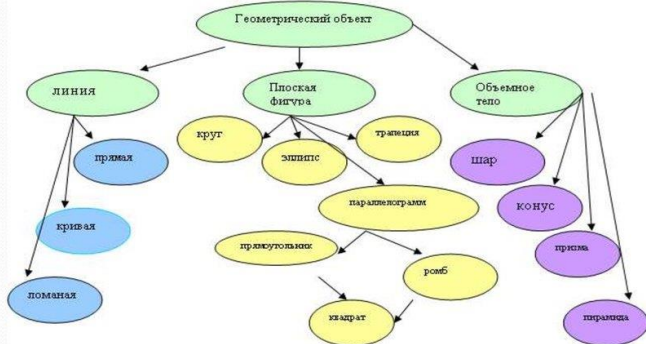 Геометрический объект
линия
Плоская
фигура
Объемное
тело
круг
трапеция
эллипс
прямая
шар
параллелограмм
конус
кривая
прямоугольник
призма
ромб
ломаная
квадрат
пирамида